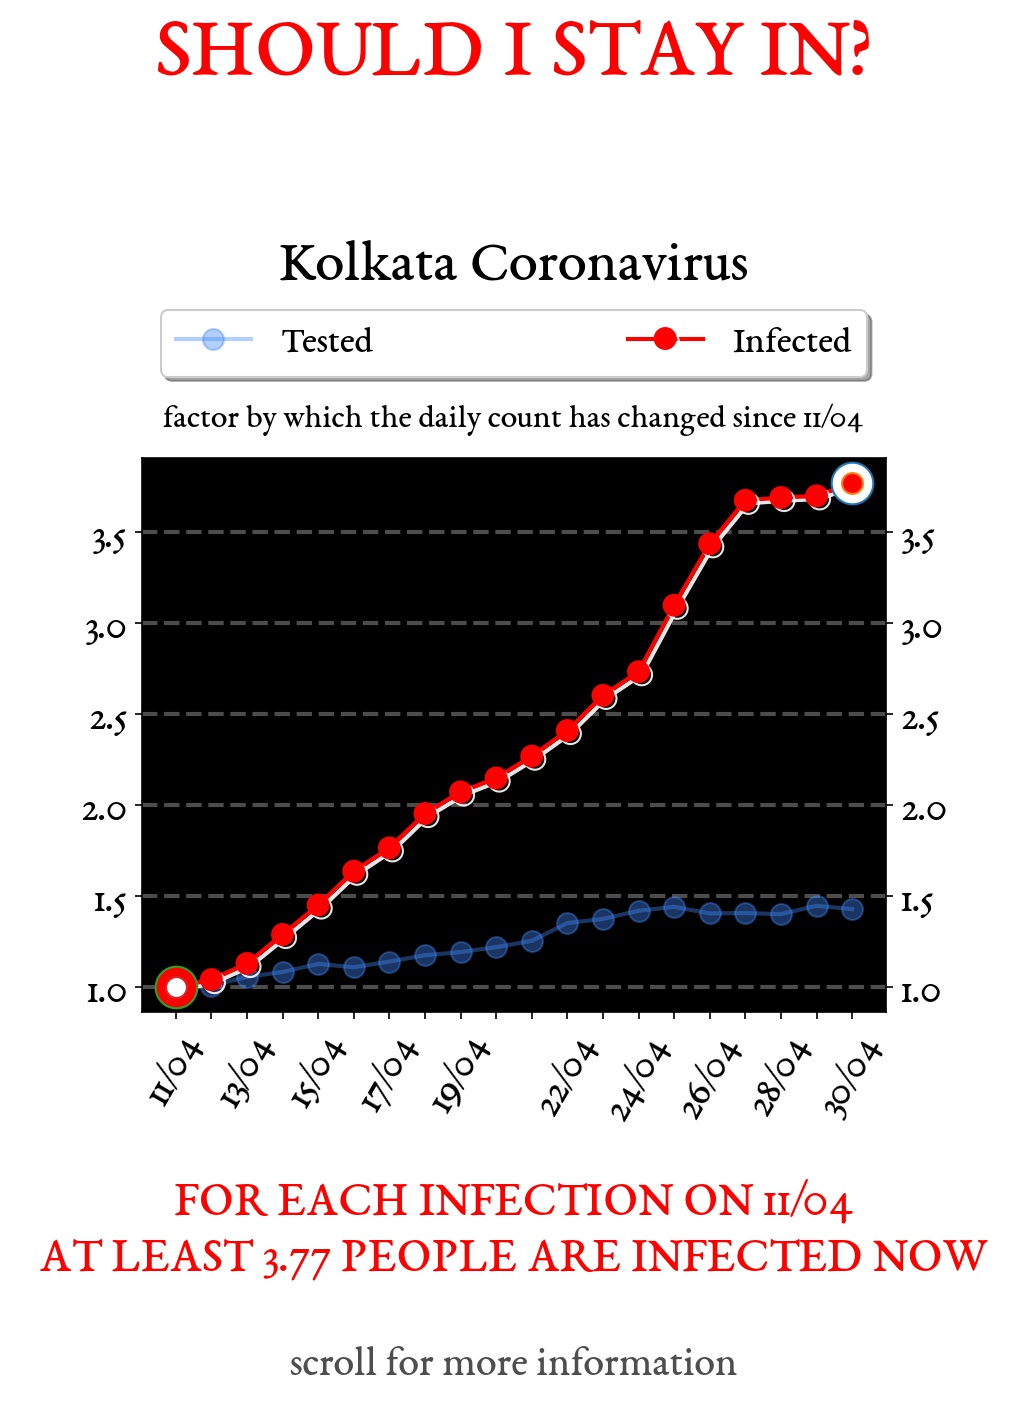 SHOULD I STAY IN?
Kolkata Coronavirus
Tested Infected
factor by which the daily count has changed since 11/04
3.5 3.5
3.0 3.0
2.5 2.5
2.0 2.0
1.5 1.5
1.0 1.0
11/04 13/04 15/04 17/04 19/04 22/04 24/04 26/04 28/04 30/04
FOR EACH INFECTION ON 11/04
AT LEAST 3.77 PEOPLE ARE INFECTED NOW
scroll for more information